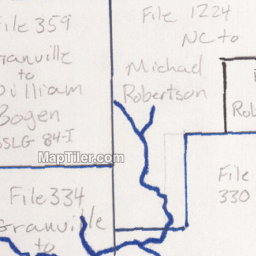 File 359
Granville
to
William
Bogen
SSLG 84-I
File 1224
NC to
Michael
Robertson
MapTiler.com
File 334
Granville
to
Rob
File
330